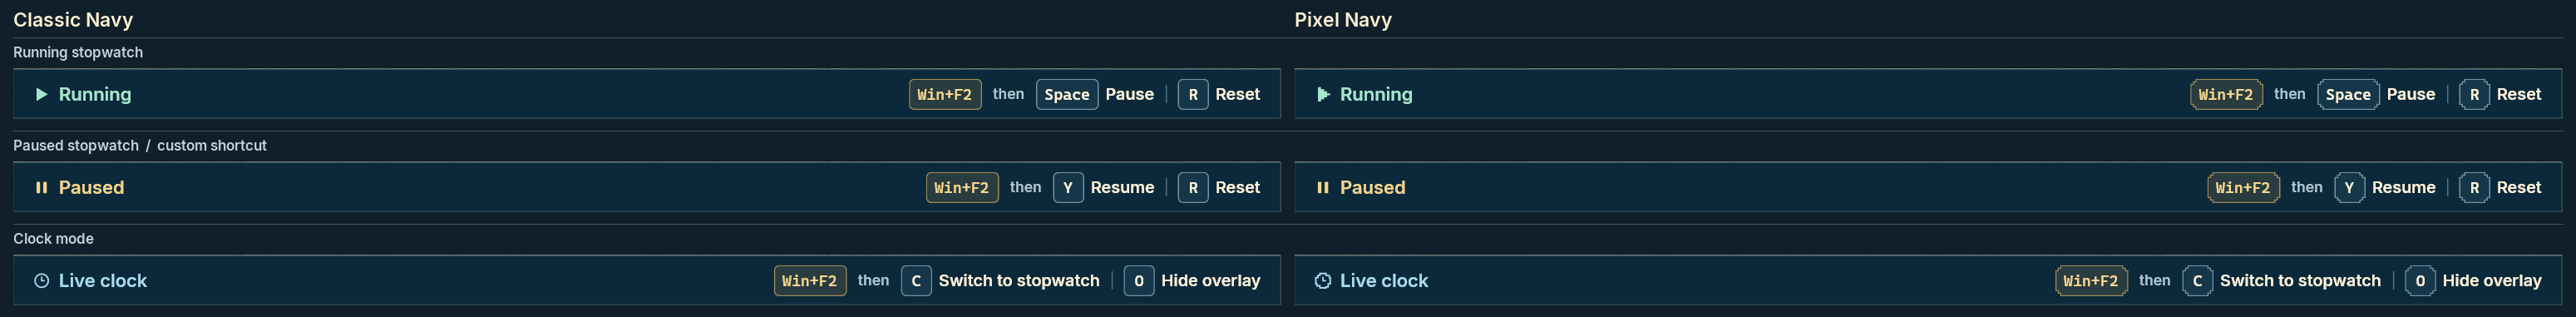 Classic Navy
Running stopwatch
Running Win+F2 then Space Pause | R Reset
Paused stopwatch / custom shortcut
Paused Win+F2 then Y Resume | R Reset
Clock mode
Live clock Win+F2 then C Switch to stopwatch | O Hide overlay
Pixel Navy
Running Win+F2 then Space Pause | R Reset
Paused Win+F2 then Y Resume | R Reset
Live clock Win+F2 then C Switch to stopwatch | O Hide overlay